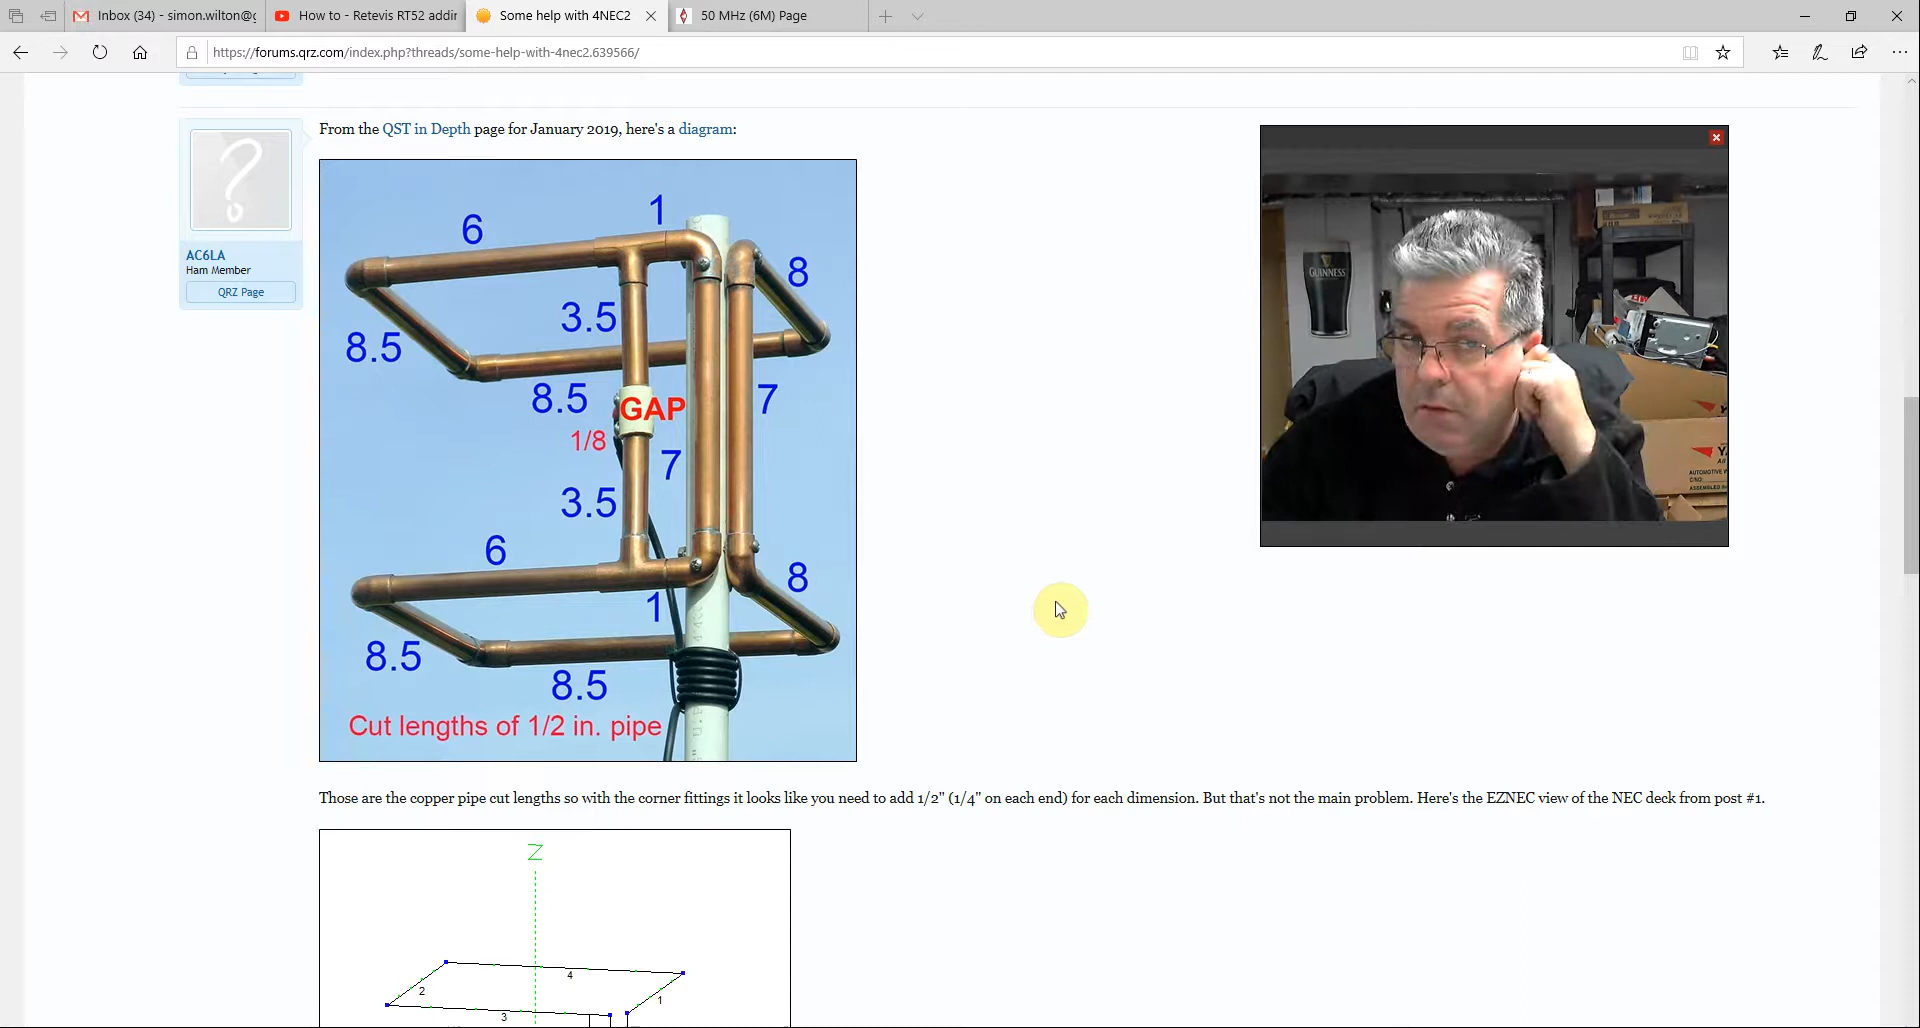 Inbox (34) - simon.wilton@g
How to - Retevis RT52 addin
Some help with 4NEC2
50 MHz (6M) Page
https://forums.qrz.com/index.php?threads/some-help-with-4nec2.639566/
From the QST in Depth page for January 2019, here's a diagram:
AC6LA
Ham Member
QRZ Page
6
1
8
3.5
8.5
8.5
GAP
7
1/8
7
3.5
6
8
1
8.5
8.5
Cut lengths of 1/2 in. pipe
GUINNESS
Those are the copper pipe cut lengths so with the corner fittings it looks like you need to add 1/2" (1/4" on each end) for each dimension. But that's not the main problem. Here's the EZNEC view of the NEC deck from post #1.
Z
4
2
1
3